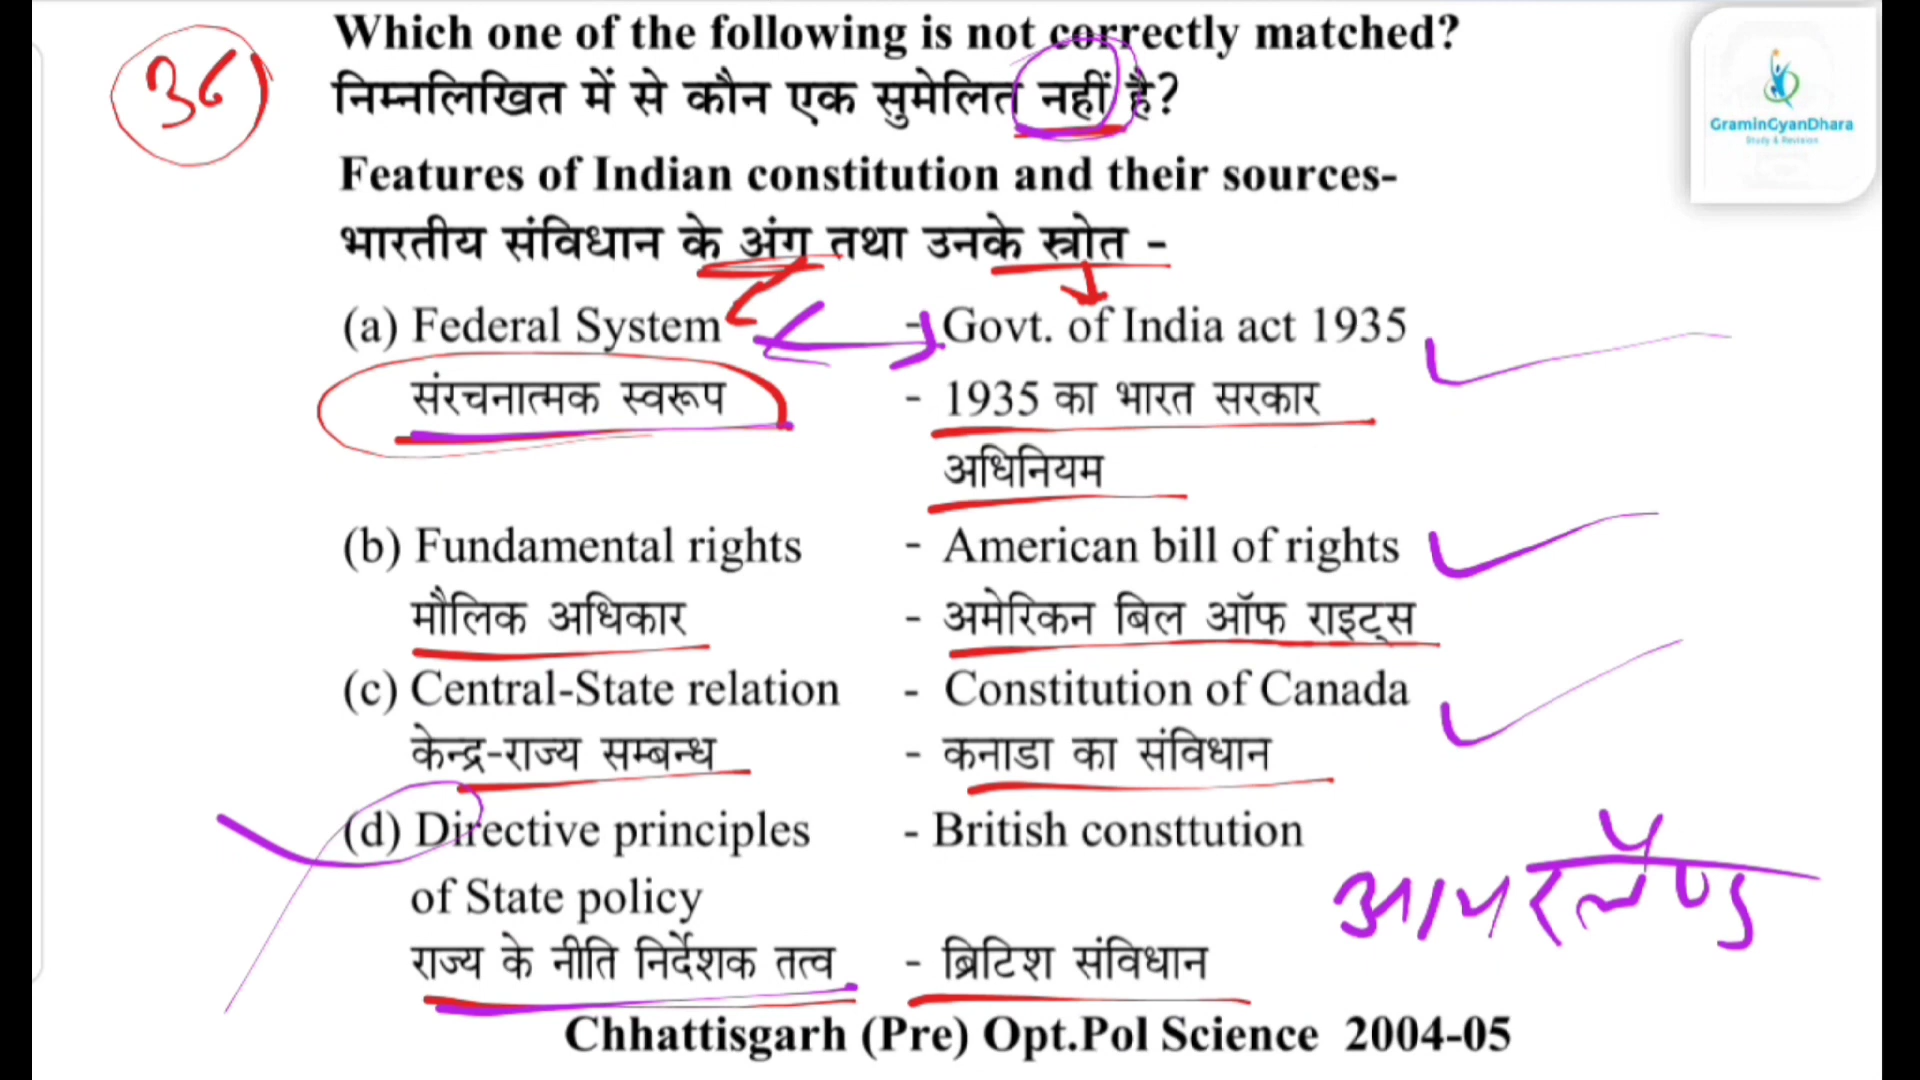 36
Which one of the following is not correctly matched?
निम्नलिखित में से कौन एक सुमेलित नहीं है?
GraminGyanDhara
Study & Revision
Features of Indian constitution and their sources-
भारतीय संविधान के अंग तथा उनके स्त्रोत -
(a) Federal System - Govt. of India act 1935
संरचनात्मक स्वरूप - 1935 का भारत सरकार
अधिनियम
(b) Fundamental rights - American bill of rights
मौलिक अधिकार - अमेरिकन बिल ऑफ राइट्स
(c) Central-State relation - Constitution of Canada
केन्द्र-राज्य सम्बन्ध - कनाडा का संविधान
(d) Directive principles - British consttution
of State policy
आयरलैण्ड
राज्य के नीति निर्देशक तत्व - ब्रिटिश संविधान
Chhattisgarh (Pre) Opt.Pol Science 2004-05